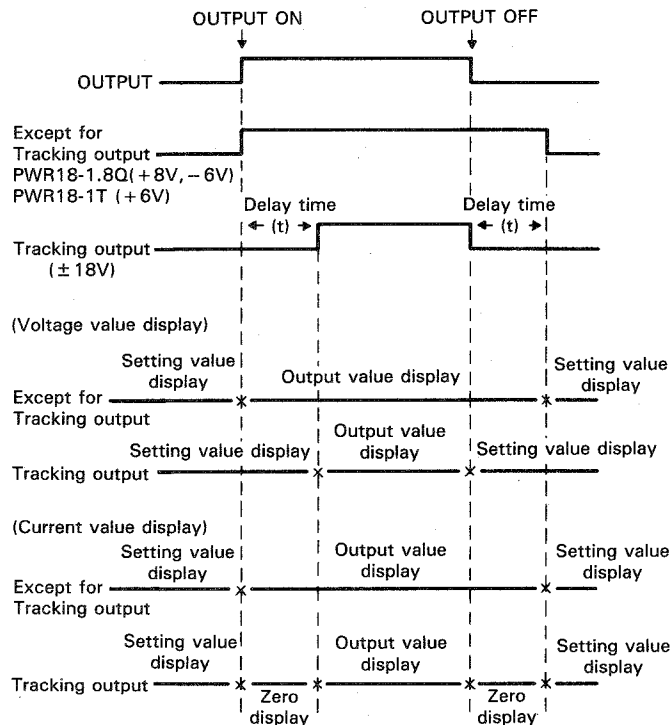 OUTPUT ON
OUTPUT OFF
OUTPUT
Except for
Tracking output
PWR18-1.8Q(+8V, −6V)
PWR18-1T (+6V)
Delay time
(t)
Delay time
(t)
Tracking output
(±18V)
(Voltage value display)
Setting value
display
Output value display
Setting value
display
Except for
Tracking output
Setting value display
Output value
display
Setting value display
Tracking output
(Current value display)
Setting value
display
Output value
display
Setting value
display
Except for
Tracking output
Setting value
display
Output value
display
Setting value
display
Tracking output
Zero
display
Zero
display